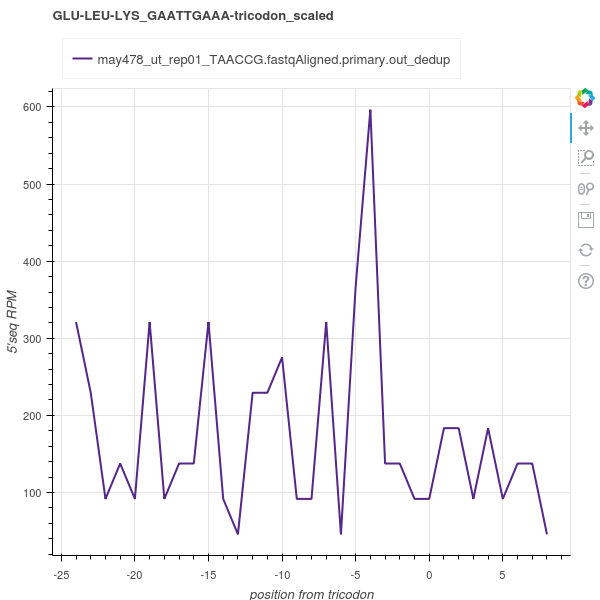 GLU-LEU-LYS_GAATTGAAA-tricodon_scaled
may478_ut_rep01_TAACCG.fastqAligned.primary.out_dedup
600
500
400
300
200
100
5'seq RPM
-25 -20 -15 -10 -5 0 5
position from tricodon